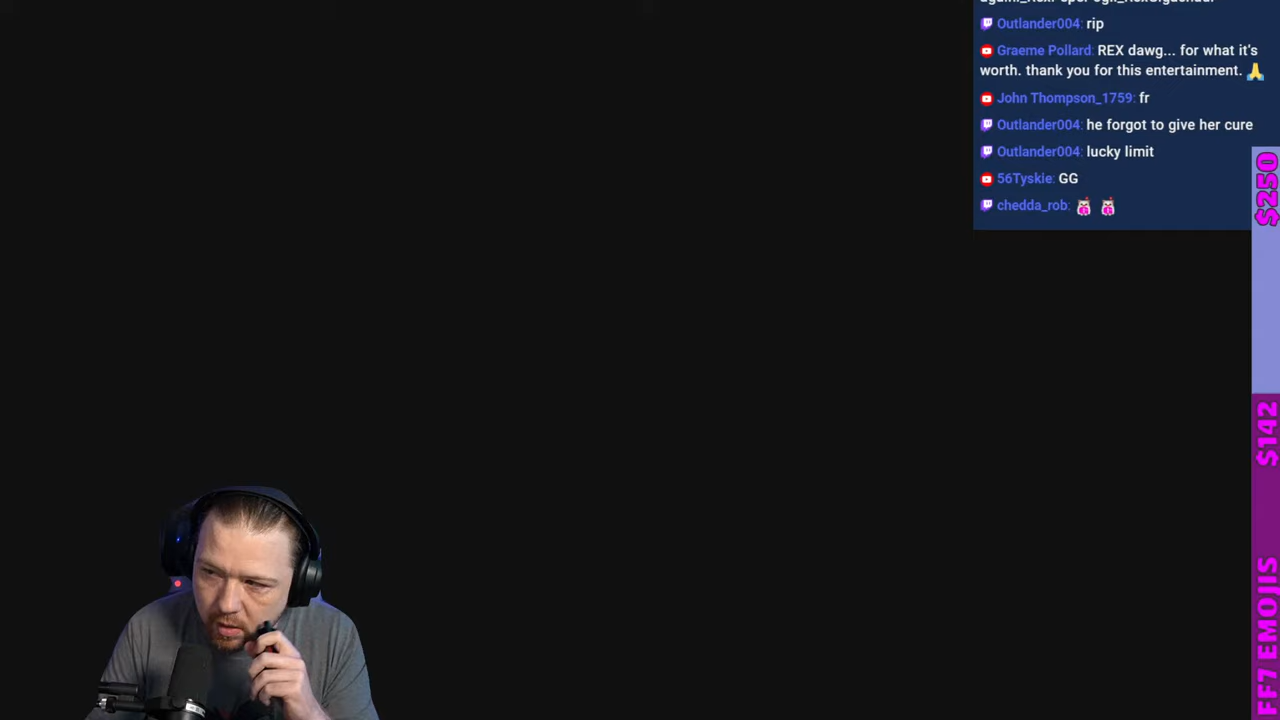 Outlander004: rip
Graeme Pollard: REX dawg... for what it's
worth. thank you for this entertainment. 🙏
John Thompson_1759: fr
Outlander004: he forgot to give her cure
Outlander004: lucky limit
56Tyskie: GG
chedda_rob:
$250
$142
FF7 EMOJIS